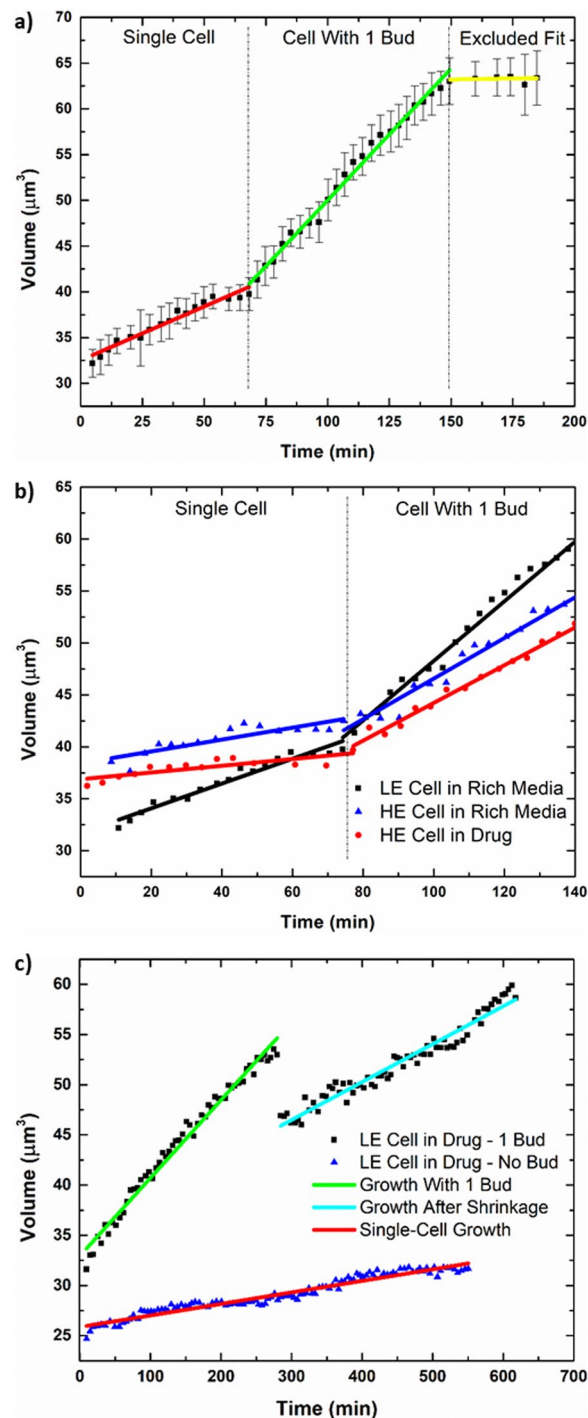 a)
Single Cell Cell With 1 Bud Excluded Fit
70
65
60
55
50
45
40
35
30
Volume (µm³)
0 25 50 75 100 125 150 175 200
Time (min)
b)
Single Cell Cell With 1 Bud
65
60
55
50
45
40
35
30
Volume (µm³)
LE Cell in Rich Media
HE Cell in Rich Media
HE Cell in Drug
0 20 40 60 80 100 120 140
Time (min)
c)
60
55
50
45
40
35
30
25
Volume (µm³)
LE Cell in Drug - 1 Bud
LE Cell in Drug - No Bud
Growth With 1 Bud
Growth After Shrinkage
Single-Cell Growth
0 100 200 300 400 500 600 700
Time (min)